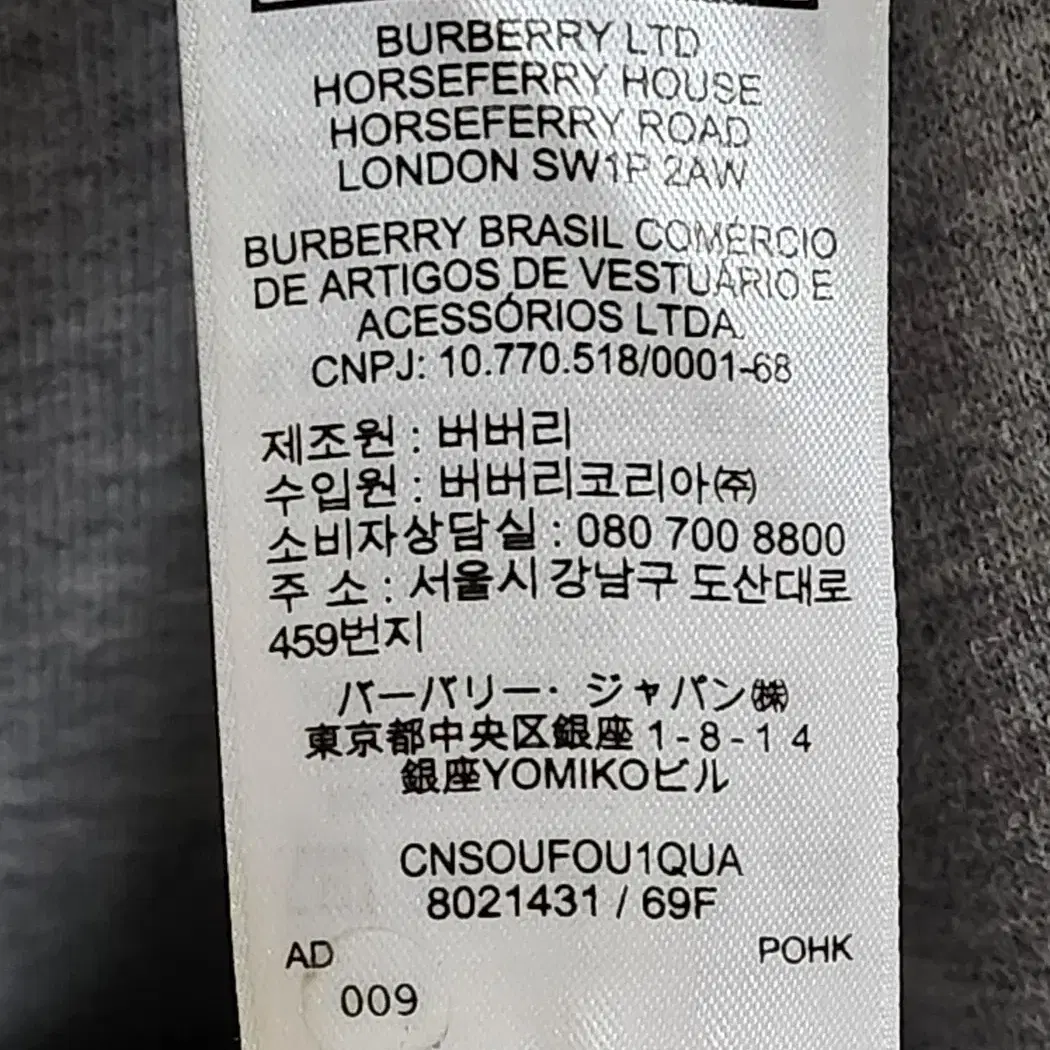 BURBERRY LTD
HORSEFERRY HOUSE
HORSEFERRY ROAD
LONDON SW1P 2AW
BURBERRY BRASIL COMÉRCIO
DE ARTIGOS DE VESTUÁRIO E
ACESSÓRIOS LTDA.
CNPJ: 10.770.518/0001-68
제조원 : 버버리
수입원 : 버버리코리아㈜
소비자상담실 : 080 700 8800
주 소 : 서울시 강남구 도산대로
459번지
バーバリー・ジャパン㈱
東京都中央区銀座 1-8-14
銀座YOMIKOビル
CNSOUFOU1QUA
8021431 / 69F
AD POHK
009